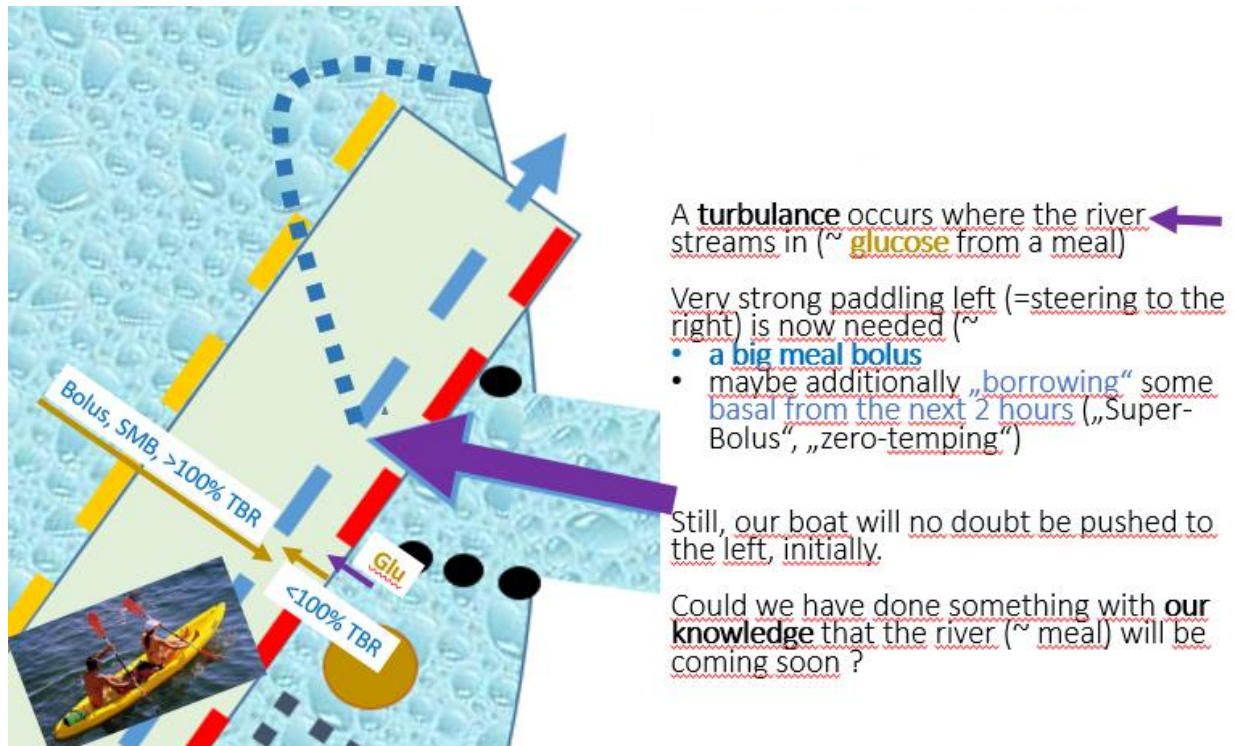 A turbulance occurs where the river
streams in (~ glucose from a meal)
Very strong paddling left (=steering to the
right) is now needed (~
• a big meal bolus
• maybe additionally „borrowing“ some
basal from the next 2 hours („Super-
Bolus“, „zero-temping“)
Still, our boat will no doubt be pushed to
the left, initially.
Could we have done something with our
knowledge that the river (~ meal) will be
coming soon ?
Bolus, SMB, >100% TBR
Glu
<100% TBR